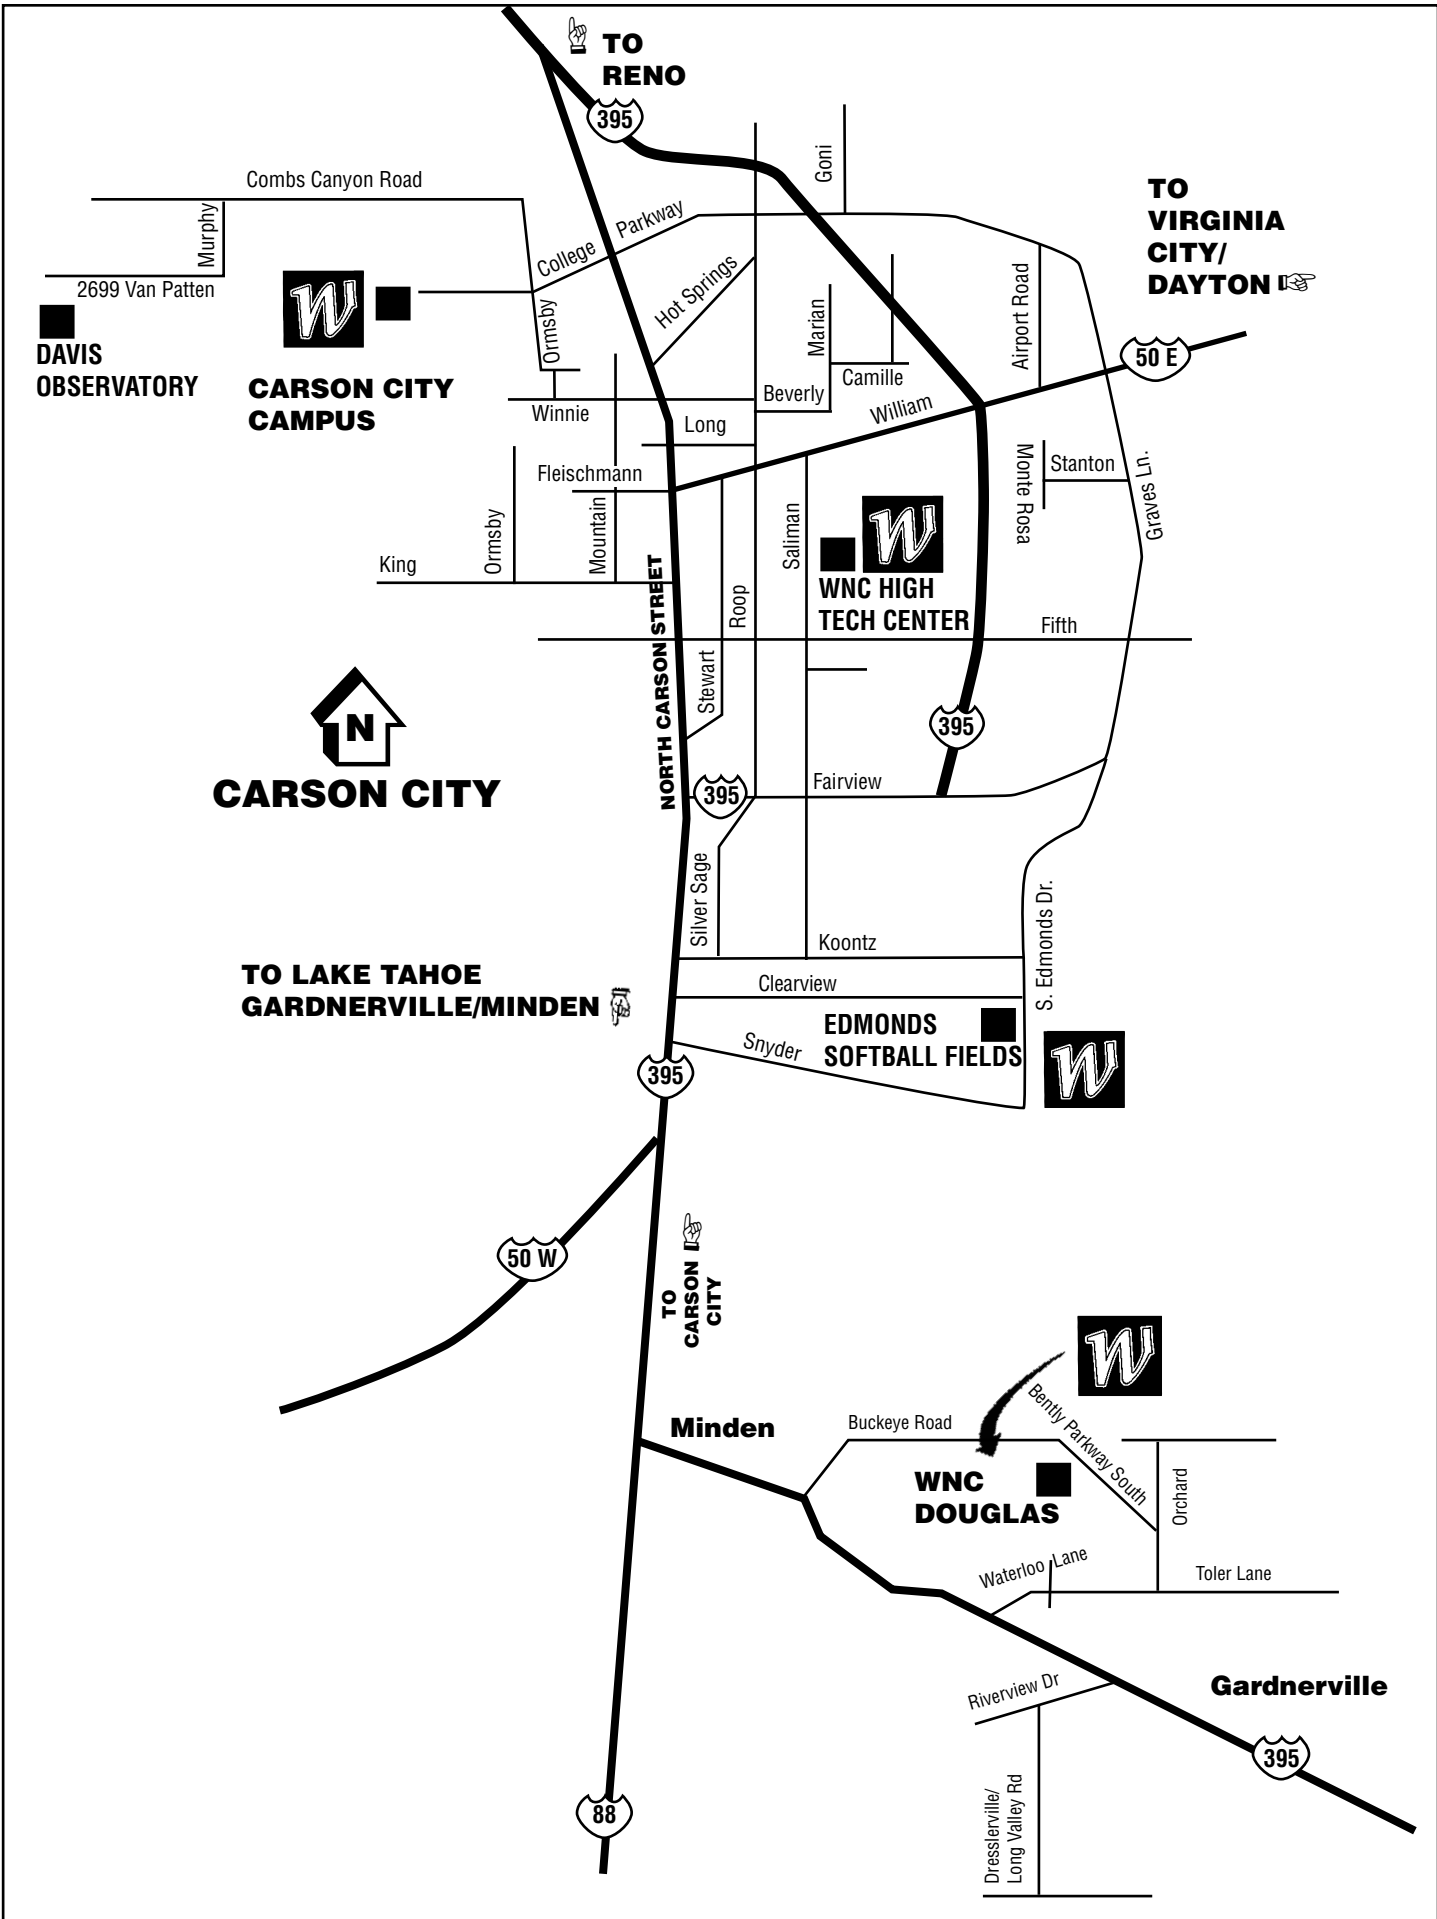 TO
RENO
395
Goni
Combs Canyon Road
Murphy
TO
VIRGINIA
CITY/
DAYTON
College Parkway
2699 Van Patten
Hot Springs
Airport Road
W
DAVIS
OBSERVATORY
Ormsby
Marian
50 E
CARSON CITY
CAMPUS
Camille
Beverly
William
Winnie
Long
Fleischmann
Monte Rosa
Stanton
Graves Ln.
Ormsby
Mountain
Saliman
W
King
NORTH CARSON STREET
Roop
WNC HIGH
TECH CENTER
Fifth
Stewart
N
395
CARSON CITY
395
Fairview
Silver Sage
Koontz
S. Edmonds Dr.
TO LAKE TAHOE
GARDNERVILLE/MINDEN
Clearview
EDMONDS
SOFTBALL FIELDS
Snyder
W
395
50 W
TO
CARSON
CITY
W
Minden
Buckeye Road
Bently Parkway South
WNC
DOUGLAS
Orchard
Waterloo Lane
Toler Lane
Riverview Dr
Gardnerville
395
88
Dresslerville/
Long Valley Rd